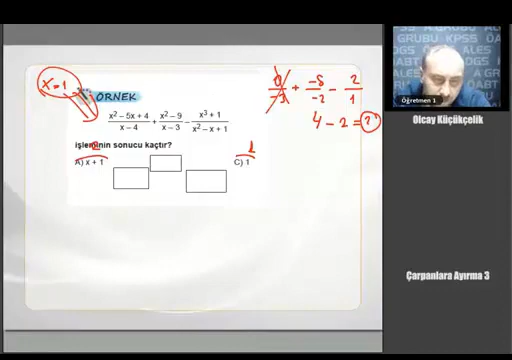 x=1
ÖRNEK
x² – 5x + 4 / x – 4 + x² – 9 / x – 3 – x³ + 1 / x² – x + 1
işleminin sonucu kaçtır?
A) x + 1
C) 1
2
1
0/-3 + -8/-2 - 2/1
4 - 2 = 2
Öğretmen 1
Olcay Küçükçelik
Çarpanlara Ayırma 3